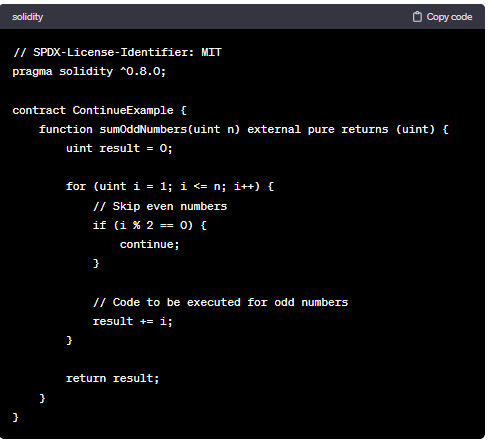 solidity
Copy code
// SPDX-License-Identifier: MIT
pragma solidity ^0.8.0;

contract ContinueExample {
    function sumOddNumbers(uint n) external pure returns (uint) {
        uint result = 0;

        for (uint i = 1; i <= n; i++) {
            // Skip even numbers
            if (i % 2 == 0) {
                continue;
            }

            // Code to be executed for odd numbers
            result += i;
        }

        return result;
    }
}